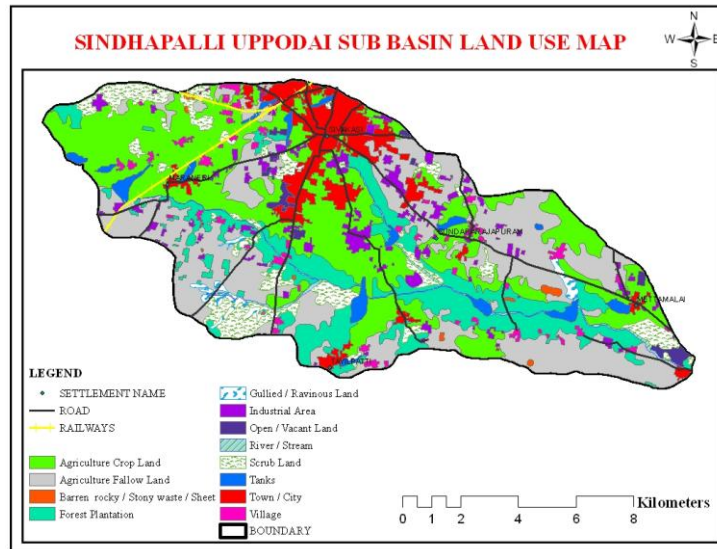 SINDHAPALLI UPPODAI SUB BASIN LAND USE MAP
N
W E
S
SIVAKASI
LEGEND
SETTLEMENT NAME
ROAD
RAILWAYS
Agriculture Crop Land
Agriculture Fallow Land
Barren rocky / Stony waste / Sheet
Forest Plantation
Gullied / Ravinous Land
Industrial Area
Open / Vacant Land
River / Stream
Scrub Land
Tanks
Town / City
Village
BOUNDARY
Kilometers
0 1 2 4 6 8